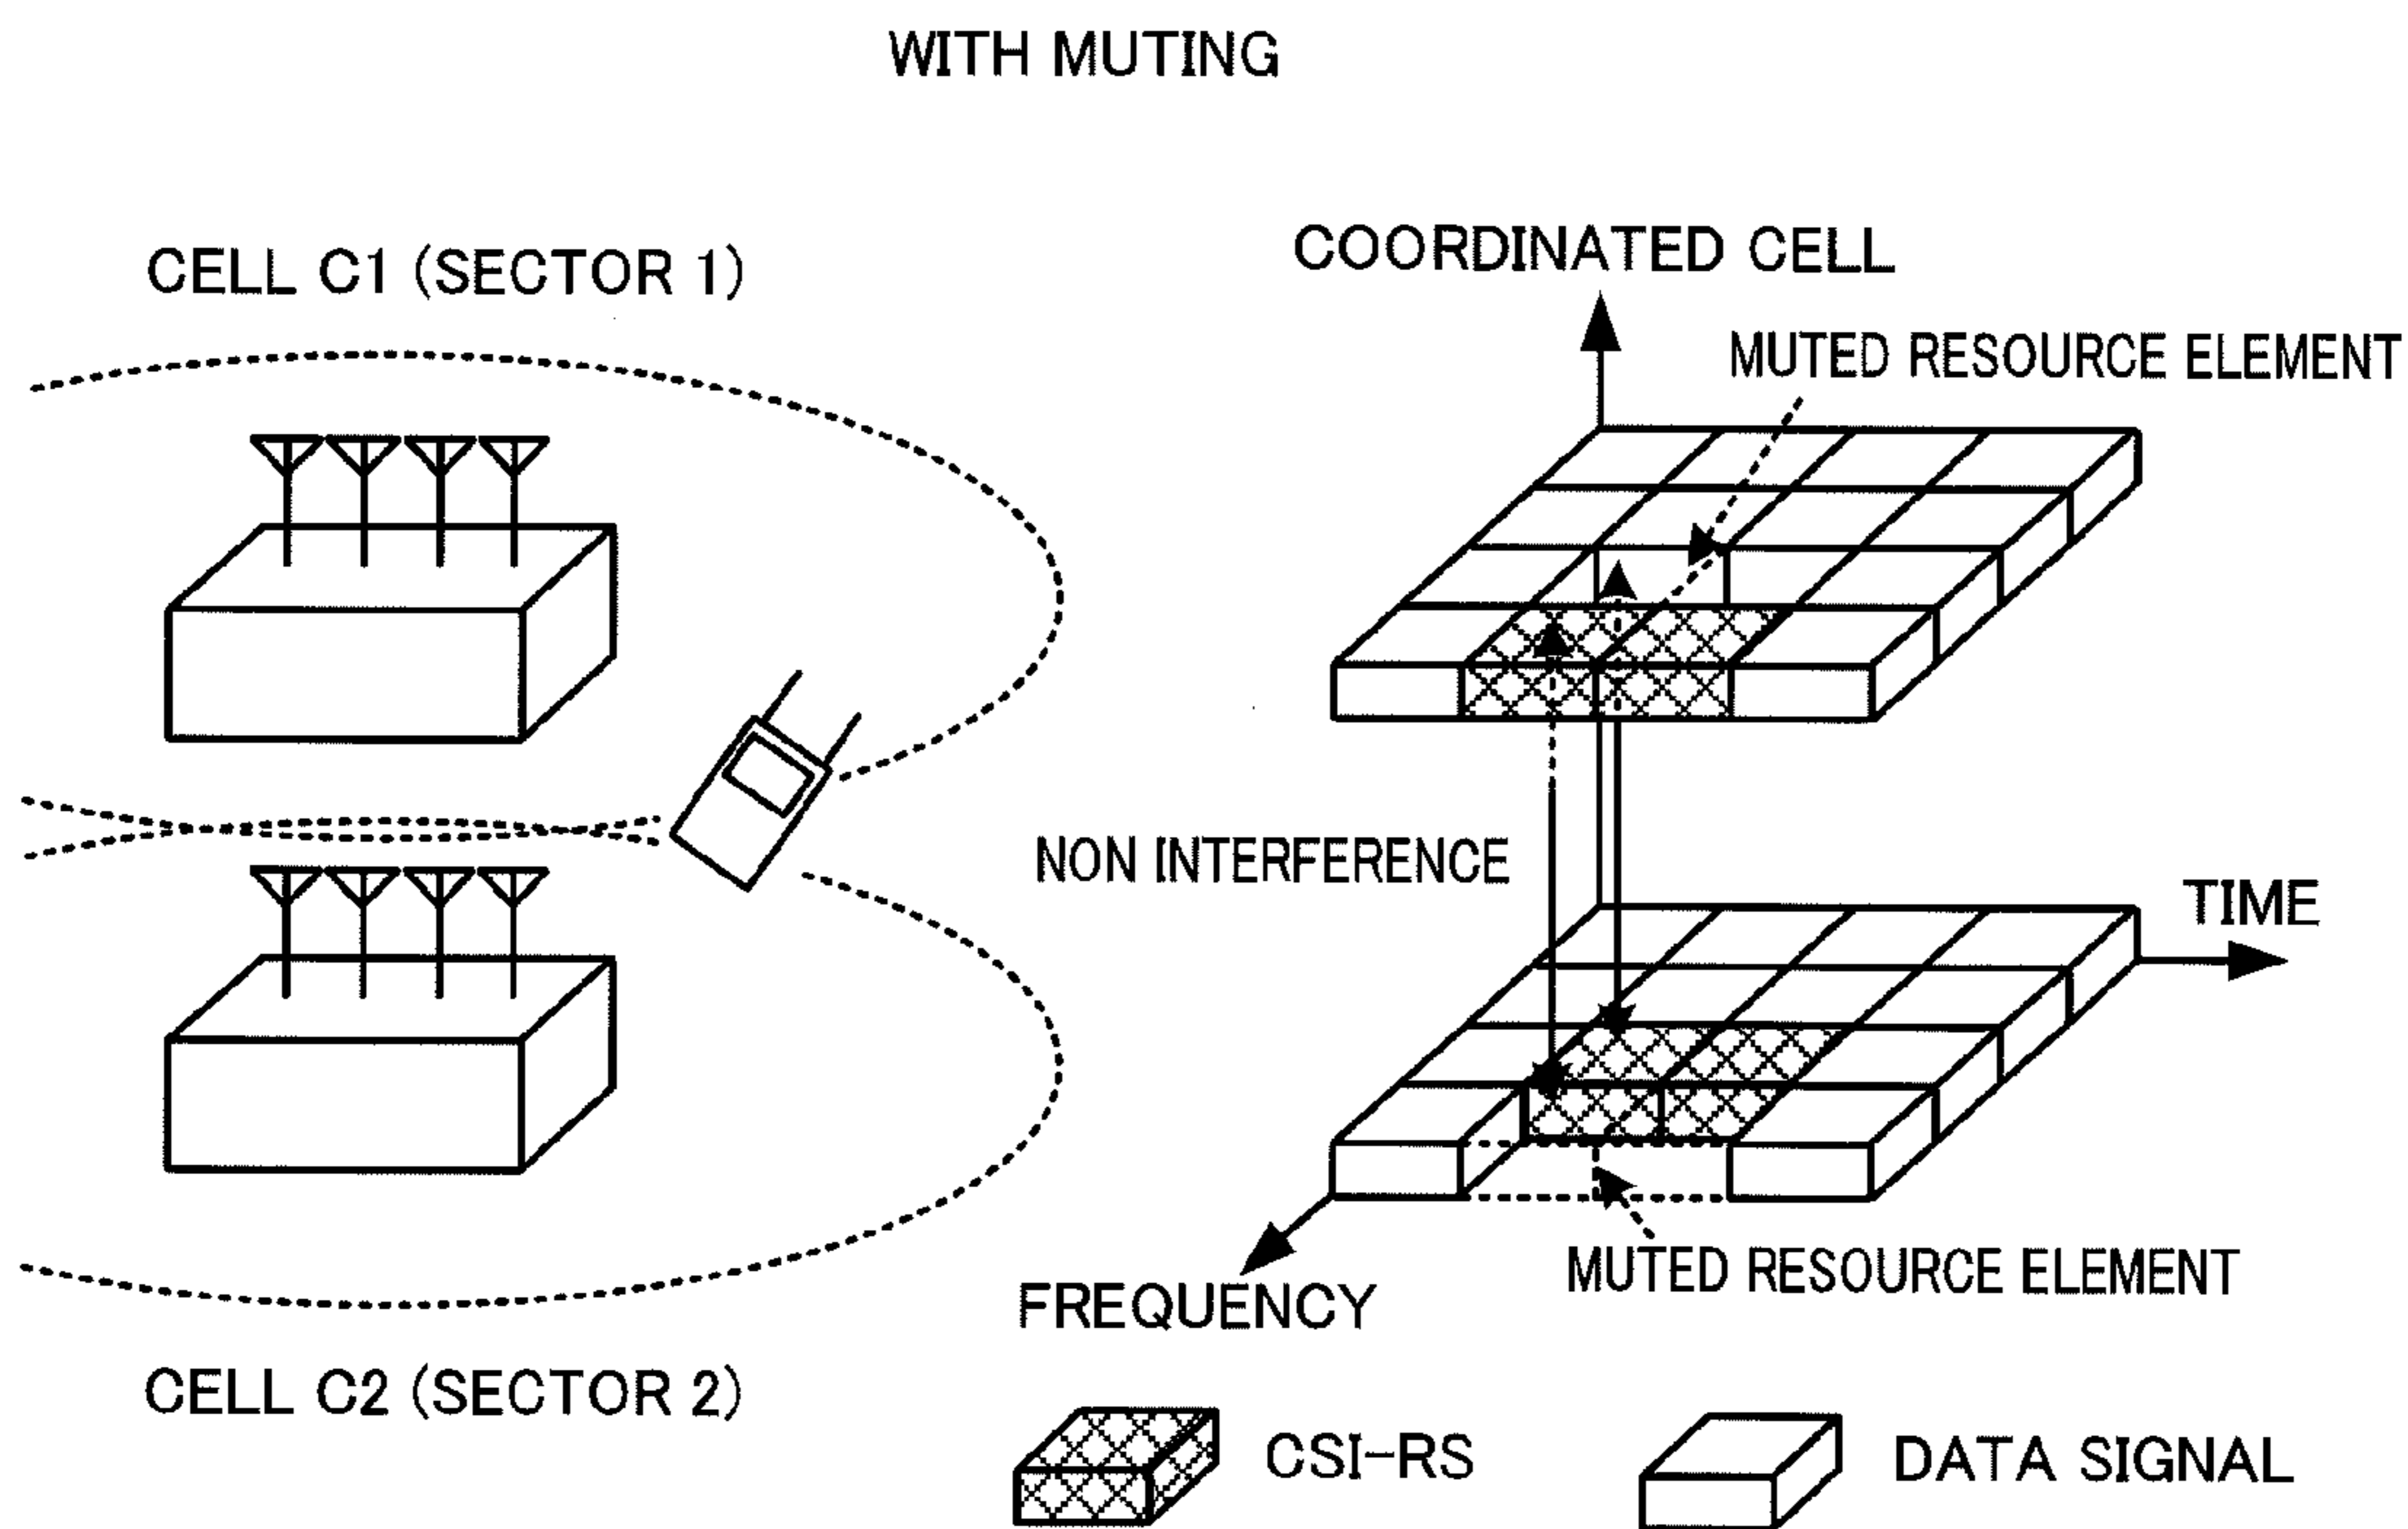 WITH MUTING
CELL C1 (SECTOR 1)
COORDINATED CELL
MUTED RESOURCE ELEMENT
NON INTERFERENCE
TIME
MUTED RESOURCE ELEMENT
FREQUENCY
CELL C2 (SECTOR 2)
CSI-RS
DATA SIGNAL